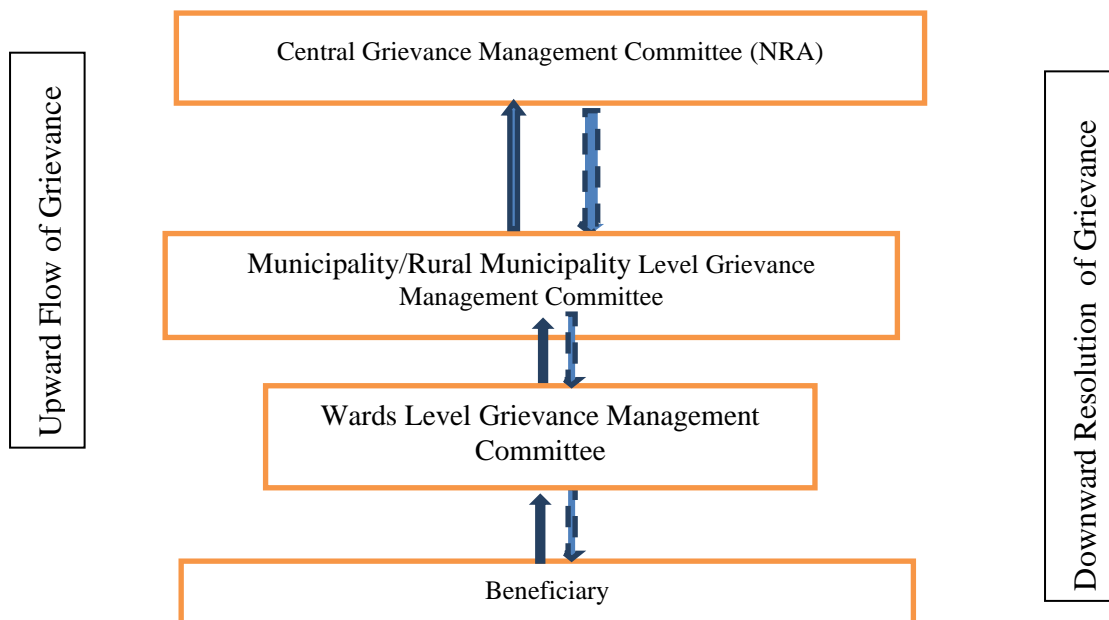 Central Grievance Management Committee (NRA)
Upward Flow of Grievance
Downward Resolution of Grievance
Municipality/Rural Municipality Level Grievance
Management Committee
Wards Level Grievance Management
Committee
Beneficiary